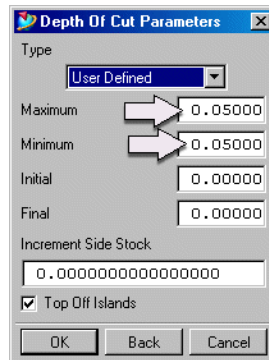 Depth Of Cut Parameters
Type
User Defined
Maximum 0.05000
Minimum 0.05000
Initial 0.00000
Final 0.00000
Increment Side Stock
0.0000000000000000
Top Off Islands
OK Back Cancel